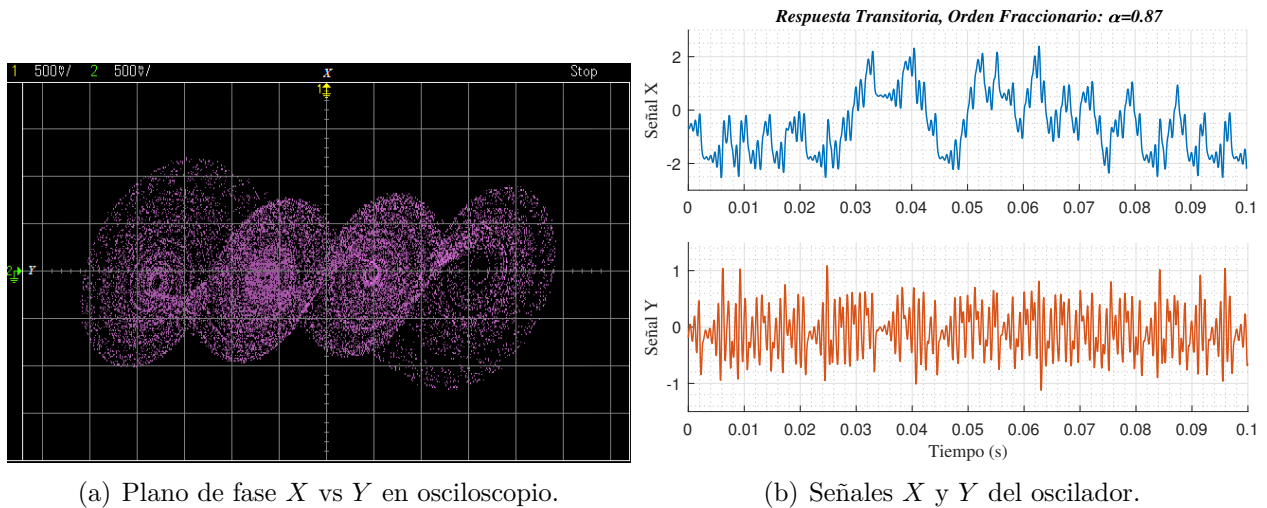 1 500V/ 2 500V/ X Stop
1
2 Y
(a) Plano de fase X vs Y en osciloscopio.
Respuesta Transitoria, Orden Fraccionario: α=0.87
Señal X
2
0
-2
0 0.01 0.02 0.03 0.04 0.05 0.06 0.07 0.08 0.09 0.1
Señal Y
1
0
-1
0 0.01 0.02 0.03 0.04 0.05 0.06 0.07 0.08 0.09 0.1
Tiempo (s)
(b) Señales X y Y del oscilador.